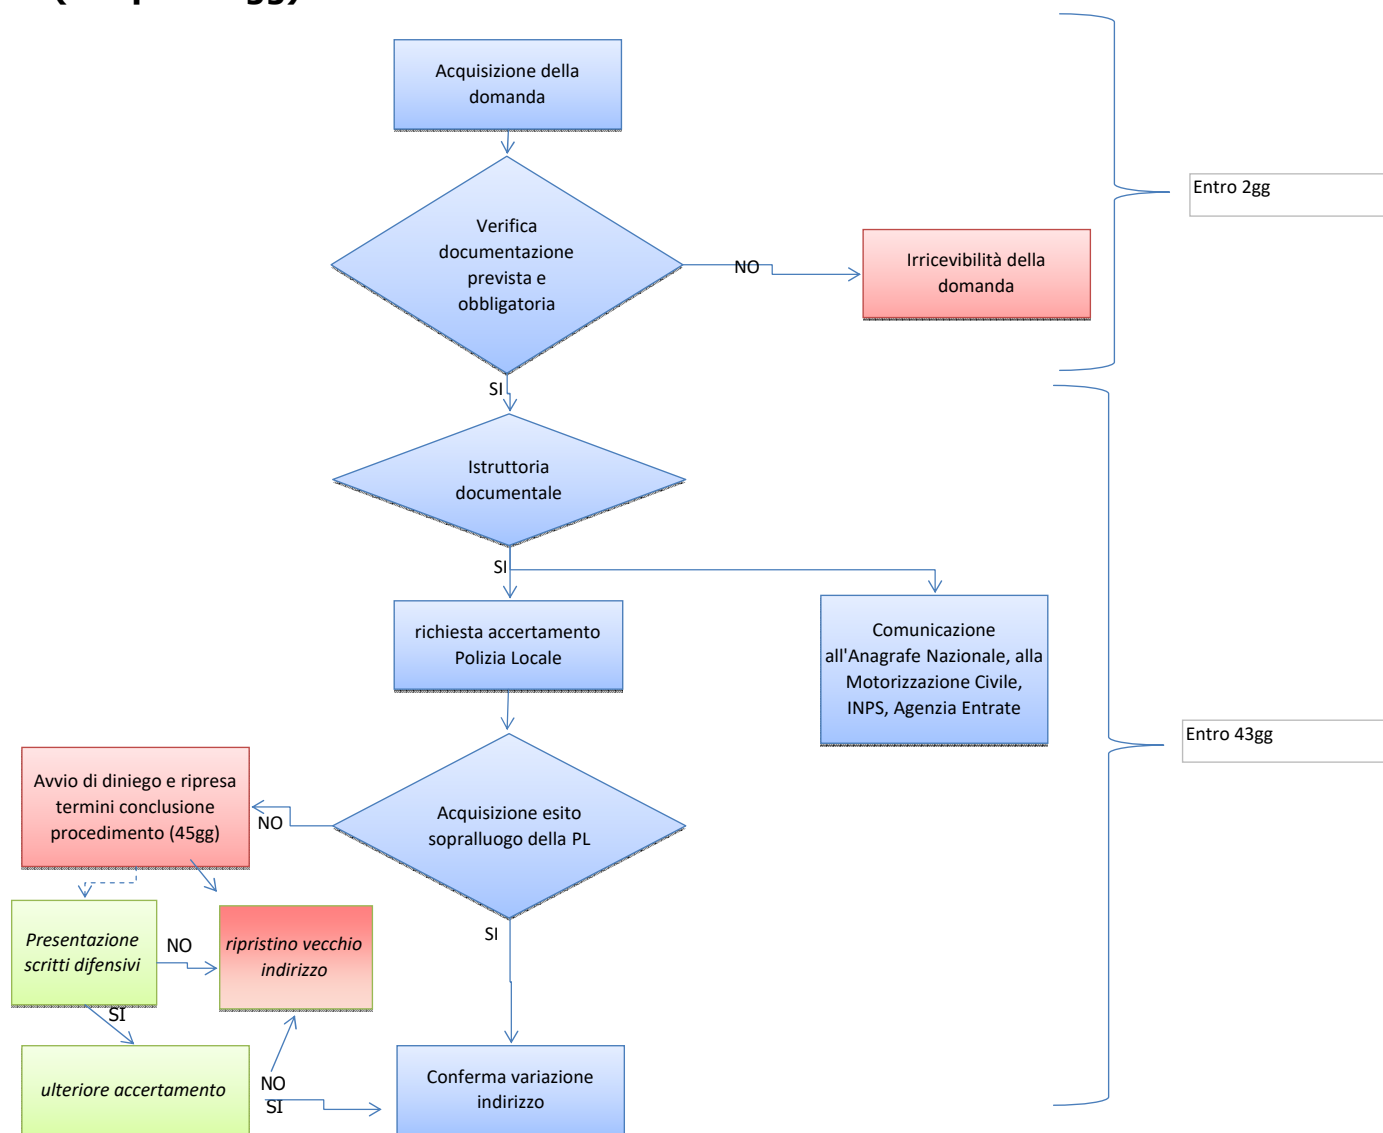 Acquisizione della
domanda
Entro 2gg
Verifica
documentazione
prevista e
obbligatoria
NO
Irricevibilità della
domanda
SI
Istruttoria
documentale
SI
richiesta accertamento
Polizia Locale
Comunicazione
all'Anagrafe Nazionale, alla
Motorizzazione Civile,
INPS, Agenzia Entrate
Entro 43gg
Avvio di diniego e ripresa
termini conclusione
procedimento (45gg)
NO
Acquisizione esito
sopralluogo della PL
SI
Presentazione
scritti difensivi
NO
ripristino vecchio
indirizzo
SI
ulteriore accertamento
NO
SI
Conferma variazione
indirizzo